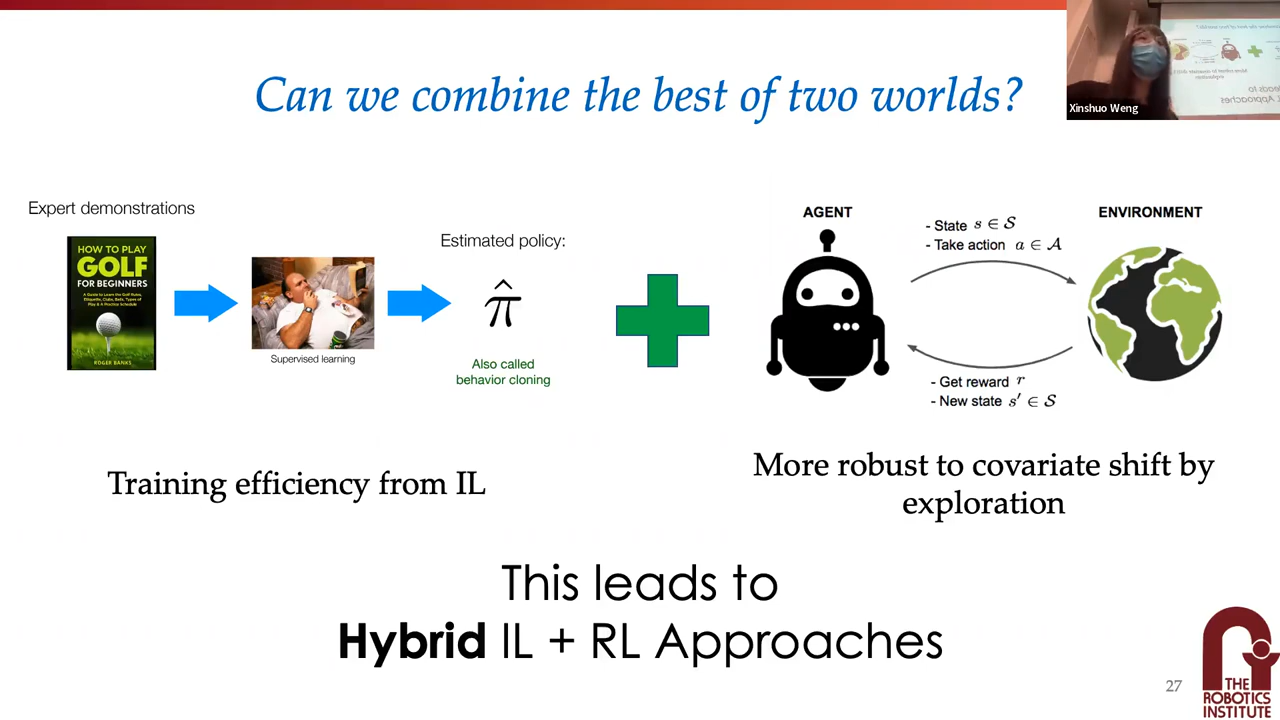 Can we combine the best of two worlds?
Xinshuo Weng
Expert demonstrations
HOW TO PLAY
GOLF
FOR BEGINNERS
ROGER BANKS
Supervised learning
Estimated policy:
π̂
Also called
behavior cloning
AGENT
- State s ∈ S
- Take action a ∈ A
ENVIRONMENT
- Get reward r
- New state s′ ∈ S
Training efficiency from IL
More robust to covariate shift by
exploration
This leads to
Hybrid IL + RL Approaches
27
THE
ROBOTICS
INSTITUTE